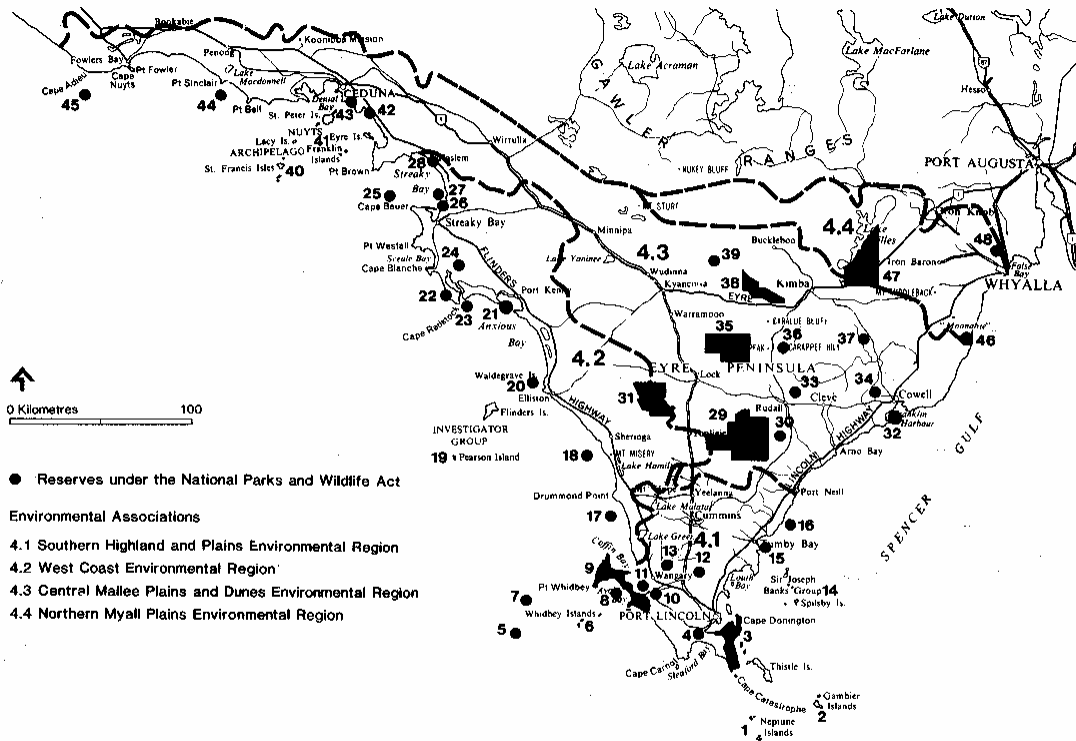 Bookabie
Koonibba Mission
Lake Dutton
Penong
Fowlers Bay
Lake MacFarlane
Cape Adieu
Cape Nuyts
Pt Fowler
Lake Macdonnell
Pt Sinclair
Lake Acraman
Hesso
45
44
Pt Bell
CEDUNA
Denial Bay
St. Peter Is.
43
42
GAWLER RANGES
NUYTS
ARCHIPELAGO
Lacy Is.
41
Eyre Is.
Franklin Islands
Wirrulla
St. Francis Isles
40
Pt Brown
28
Streaky Bay
NUKEY BLUFF
PORT AUGUSTA
25
27
26
Cape Bauer
Streaky Bay
MT STURT
4.4
Iron Knob
Minnipa
Buckleboo
48
Pt Westall
Sceale Bay
Cape Blanche
24
FLINDERS
Lake Yaninee
4.3
39
Wudinna
Iron Baron
47
False Bay
WHYALLA
Port Kenny
Kyancutta
38
EYRE
Kimba
MT MIDDLEBACK
22
23
21
Cape Radstock
Anxious
Bay
Warramboo
35
CARALUE BLUFF
36
CARAPPEE HILL
37
46
4.2
EYRE PENINSULA
Lock
Waldegrave Is.
20
Elliston
0 Kilometres 100
31
33
34
Cleve
Cowell
Franklin Harbour
Flinders Is.
HIGHWAY
29
Rudall
30
32
INVESTIGATOR
GROUP
19 Pearson Island
Sheringa
MT MISERY
18
Arno Bay
LINCOLN HIGHWAY
SPENCER GULF
Reserves under the National Parks and Wildlife Act
Drummond Point
Yeelanna
Port Neill
Environmental Associations
17
Cummins
16
4.1 Southern Highland and Plains Environmental Region
4.1
4.2 West Coast Environmental Region
Coffin Bay
13
12
Tumby Bay
15
4.3 Central Mallee Plains and Dunes Environmental Region
9
11
Wangary
Louth Bay
Sir Joseph
Banks Group 14
Spilsby Is.
4.4 Northern Myall Plains Environmental Region
Pt Whidbey
7
8
10
Whidbey Islands
6
PORT LINCOLN
5
Cape Donington
4
3
Cape Carnot
Sleaford Bay
Thistle Is.
Cape Catastrophe
Gambier
Islands
2
1
Neptune
Islands